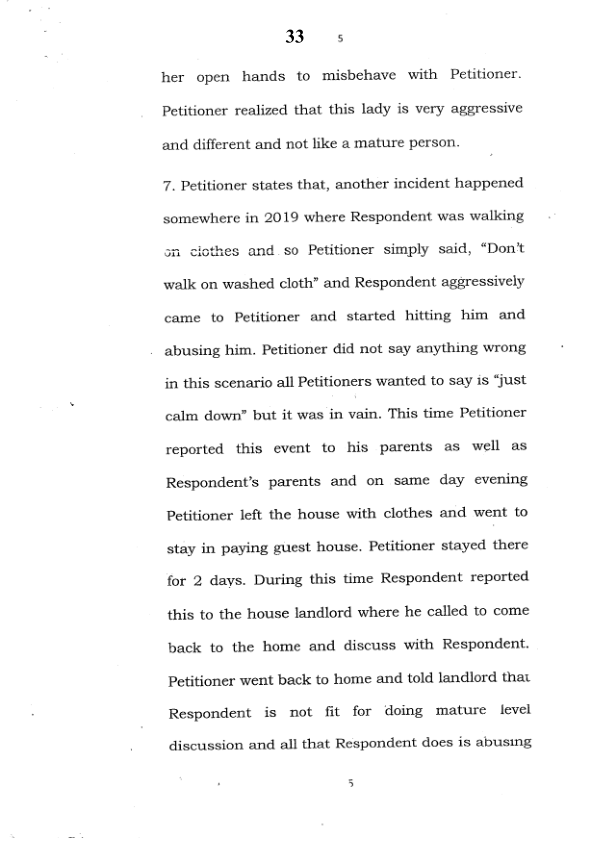 33 5
her open hands to misbehave with Petitioner.
Petitioner realized that this lady is very aggressive
and different and not like a mature person.
7. Petitioner states that, another incident happened
somewhere in 2019 where Respondent was walking
on clothes and so Petitioner simply said, “Don’t
walk on washed cloth” and Respondent aggressively
came to Petitioner and started hitting him and
abusing him. Petitioner did not say anything wrong
in this scenario all Petitioners wanted to say is “just
calm down” but it was in vain. This time Petitioner
reported this event to his parents as well as
Respondent’s parents and on same day evening
Petitioner left the house with clothes and went to
stay in paying guest house. Petitioner stayed there
for 2 days. During this time Respondent reported
this to the house landlord where he called to come
back to the home and discuss with Respondent.
Petitioner went back to home and told landlord that
Respondent is not fit for doing mature level
discussion and all that Respondent does is abusing
5